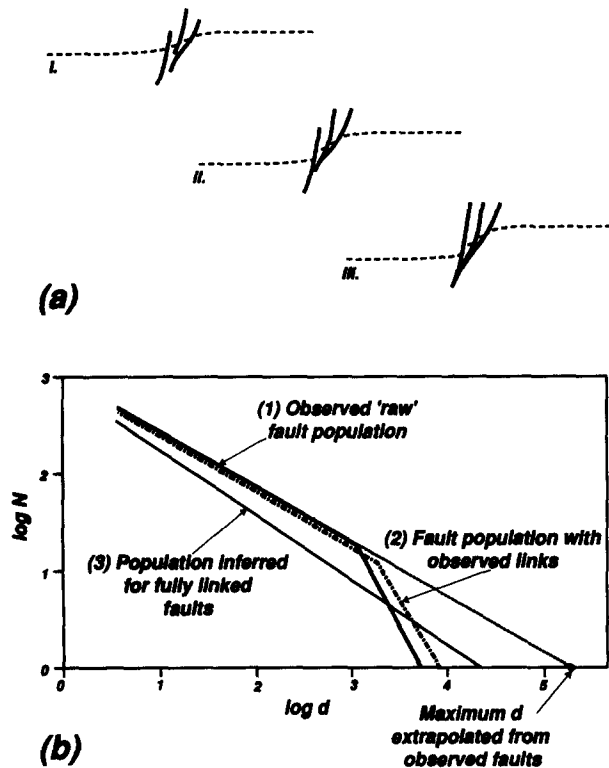 I.
II.
III.
(a)
3
(1) Observed 'raw'
fault population
2
log N
(2) Fault population with
observed links
(3) Population inferred
for fully linked
faults
1
0
0
1
2
3
4
5
log d
Maximum d
extrapolated from
observed faults
(b)